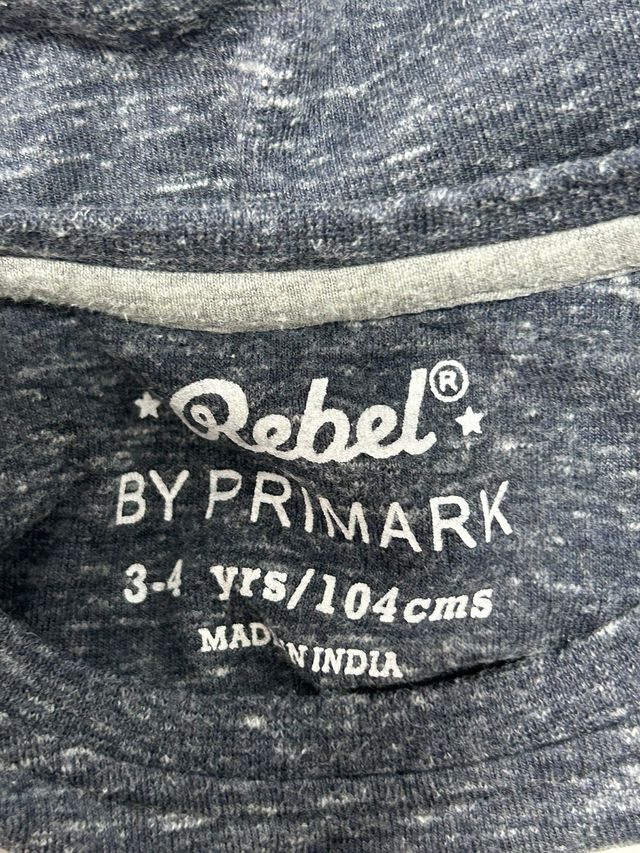 Rebel®
BY PRIMARK
3-4 yrs/104cms
MADE IN INDIA